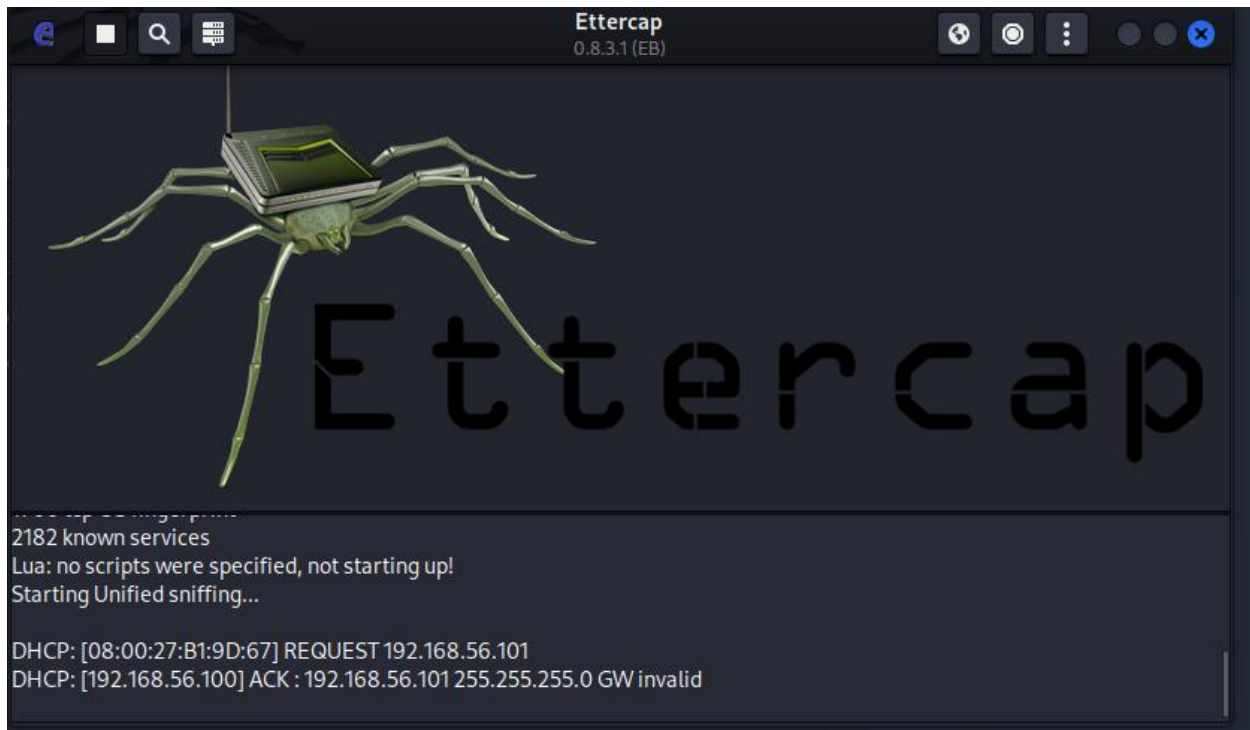 Ettercap
0.8.3.1 (EB)
Ettercap
2182 known services
Lua: no scripts were specified, not starting up!
Starting Unified sniffing...
DHCP: [08:00:27:B1:9D:67] REQUEST 192.168.56.101
DHCP: [192.168.56.100] ACK : 192.168.56.101 255.255.255.0 GW invalid